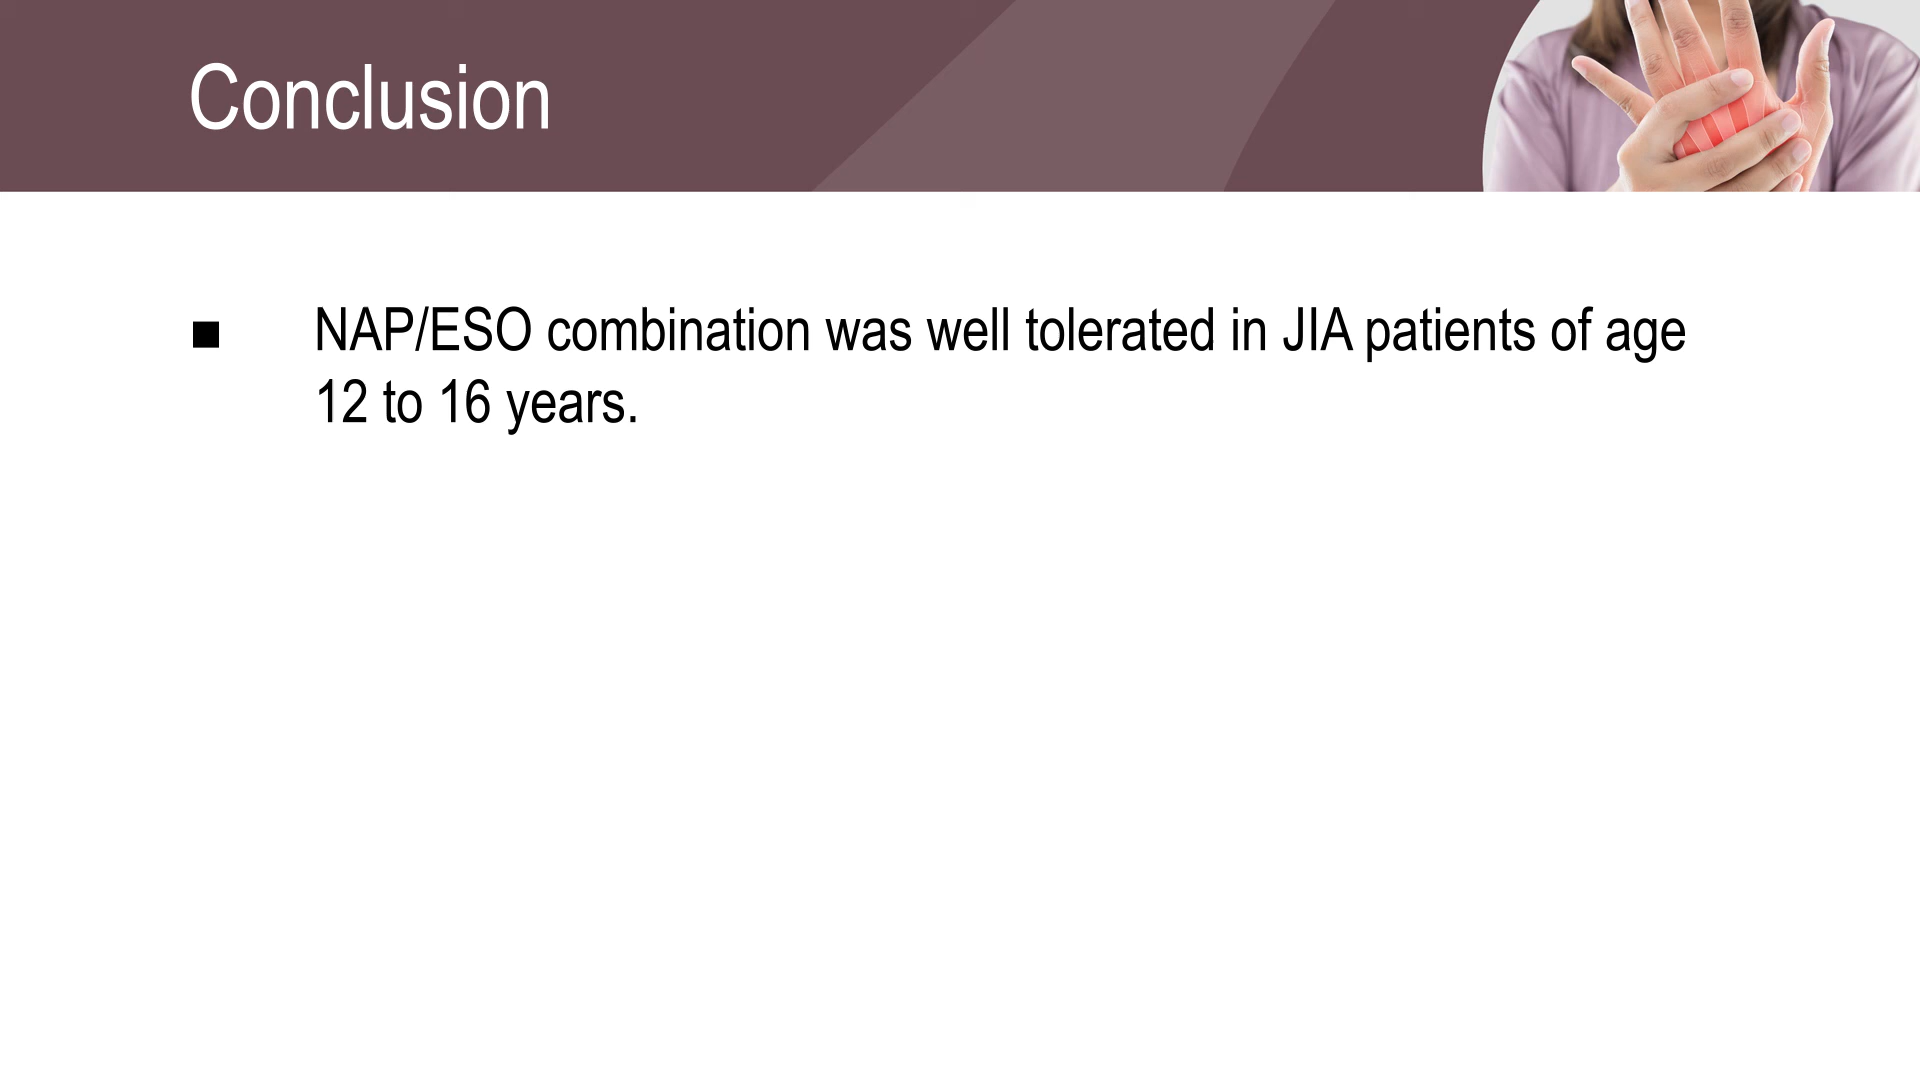 Conclusion
■ NAP/ESO combination was well tolerated in JIA patients of age
12 to 16 years.